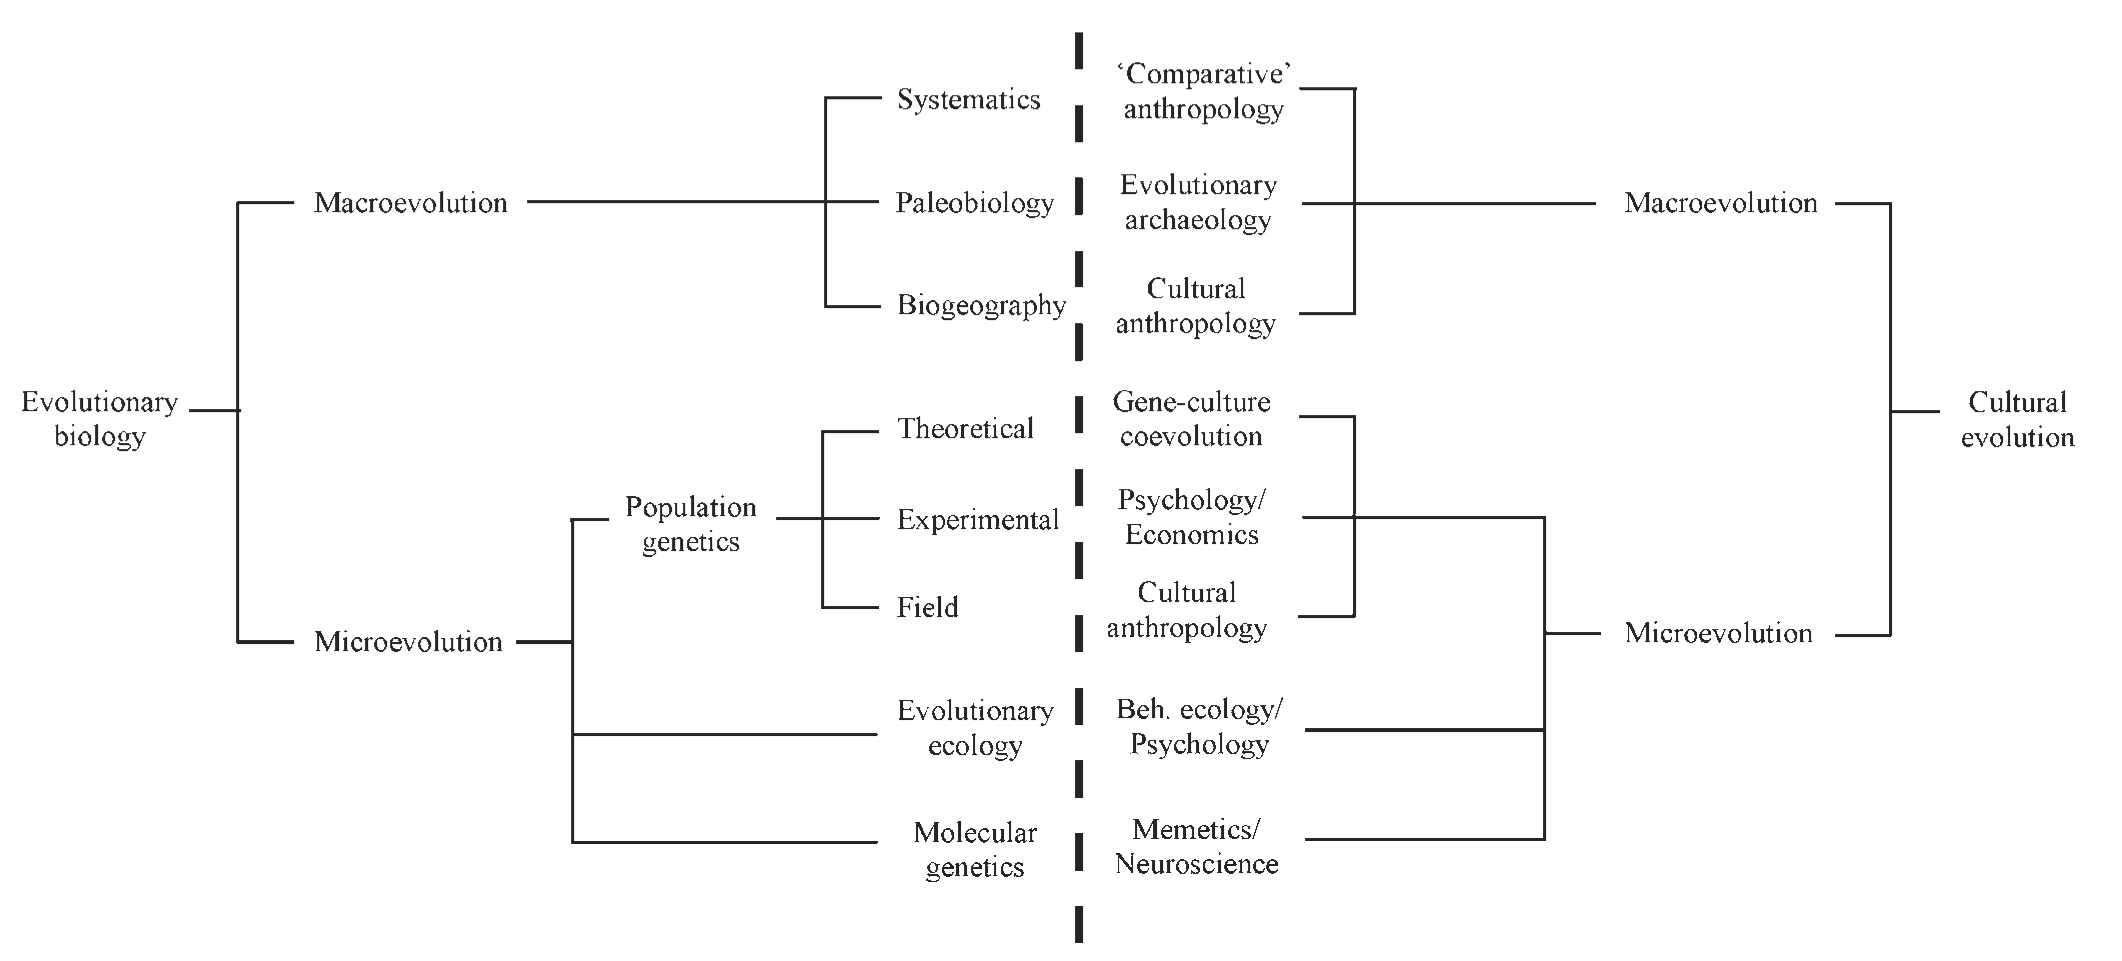 Evolutionary
biology
Macroevolution
Microevolution
Population
genetics
Systematics
Paleobiology
Biogeography
Theoretical
Experimental
Field
Evolutionary
ecology
Molecular
genetics
‘Comparative’
anthropology
Evolutionary
archaeology
Cultural
anthropology
Gene-culture
coevolution
Psychology/
Economics
Cultural
anthropology
Beh. ecology/
Psychology
Memetics/
Neuroscience
Macroevolution
Microevolution
Cultural
evolution